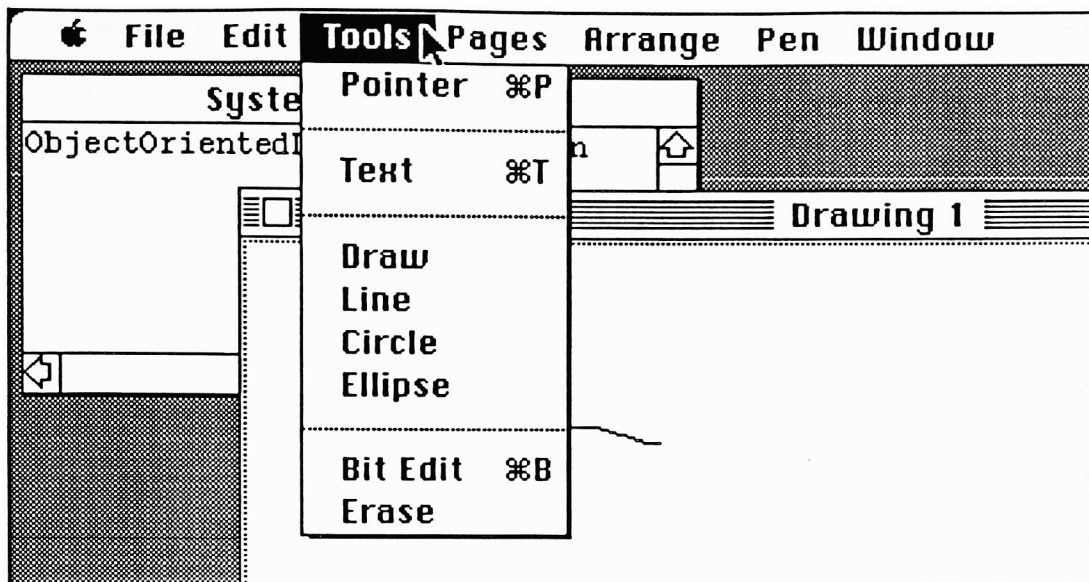 File Edit Tools Pages Arrange Pen Window
Pointer ⌘P
Syste
ObjectOrientedI n
Text ⌘T
Drawing 1
Draw
Line
Circle
Ellipse
Bit Edit ⌘B
Erase